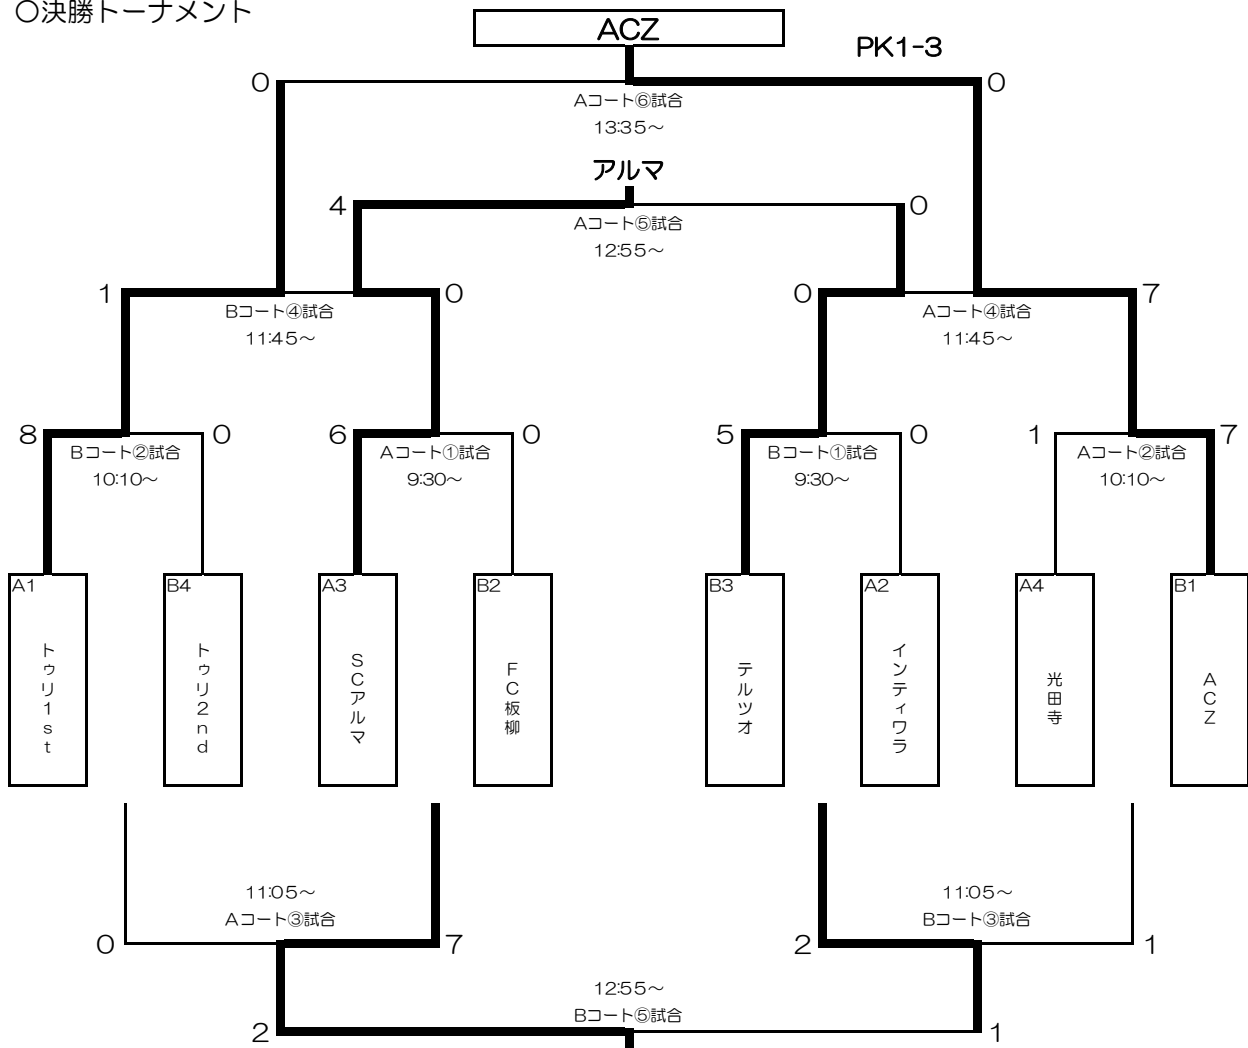 ○決勝トーナメント
ACZ
PK1-3
0
0
Aコート⑥試合
13:35～
アルマ
4
0
Aコート⑤試合
12:55～
1
0
0
7
Bコート④試合
11:45～
Aコート④試合
11:45～
8
0
6
0
5
0
1
7
Bコート②試合
10:10～
Aコート①試合
9:30～
Bコート①試合
9:30～
Aコート②試合
10:10～
A1
B4
A3
B2
B3
A2
A4
B1
トゥリ1st
トゥリ2nd
SCアルマ
FC板柳
テルツオ
インティワラ
光田寺
ACZ
11:05～
Aコート③試合
11:05～
Bコート③試合
0
7
2
1
12:55～
Bコート⑤試合
2
1